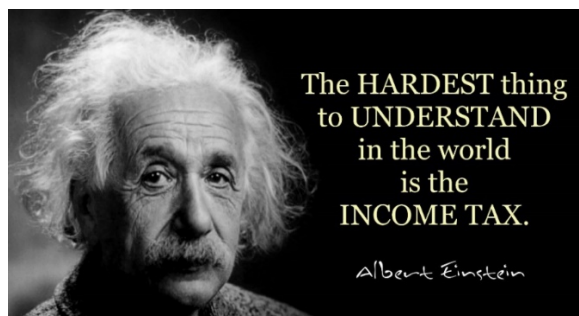 The HARDEST thing
to UNDERSTAND
in the world
is the
INCOME TAX.
Albert Einstein